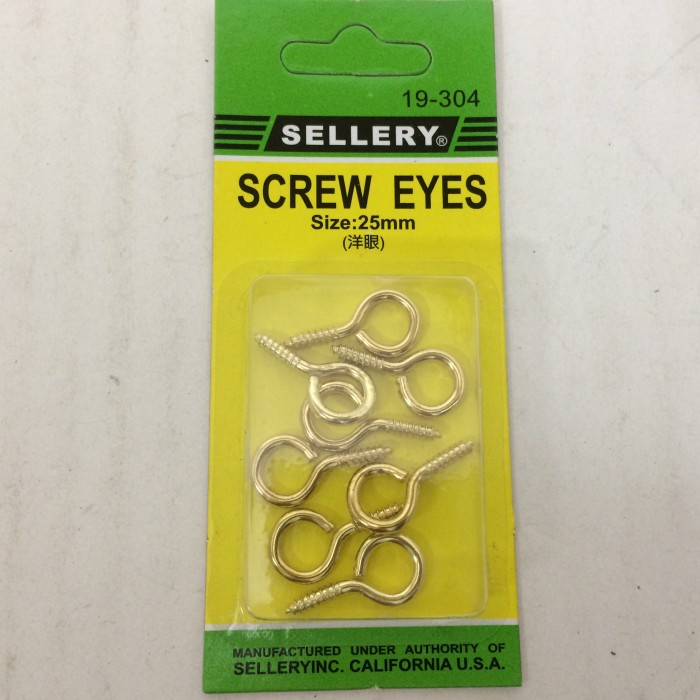 19-304
SELLERY®
SCREW EYES
Size:25mm
(洋眼)
MANUFACTURED UNDER AUTHORITY OF
SELLERYINC. CALIFORNIA U.S.A.